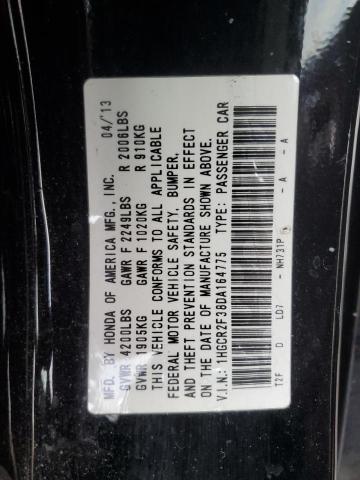 MFD. BY HONDA OF AMERICA MFG., INC. 04/13
GVWR 4200LBS GAWR F 2249LBS R 2006LBS
GVWR 1905KG GAWR F 1020KG R 910KG
THIS VEHICLE CONFORMS TO ALL APPLICABLE
FEDERAL MOTOR VEHICLE SAFETY, BUMPER,
AND THEFT PREVENTION STANDARDS IN EFFECT
ON THE DATE OF MANUFACTURE SHOWN ABOVE.
V.I.N.: 1HGCR2F38DA164775 TYPE: PASSENGER CAR
T2F D LD7 - NH731P - A - A